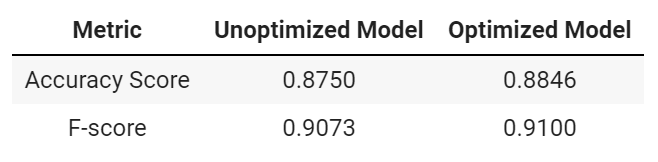 Metric Unoptimized Model Optimized Model
Accuracy Score 0.8750 0.8846
F-score 0.9073 0.9100